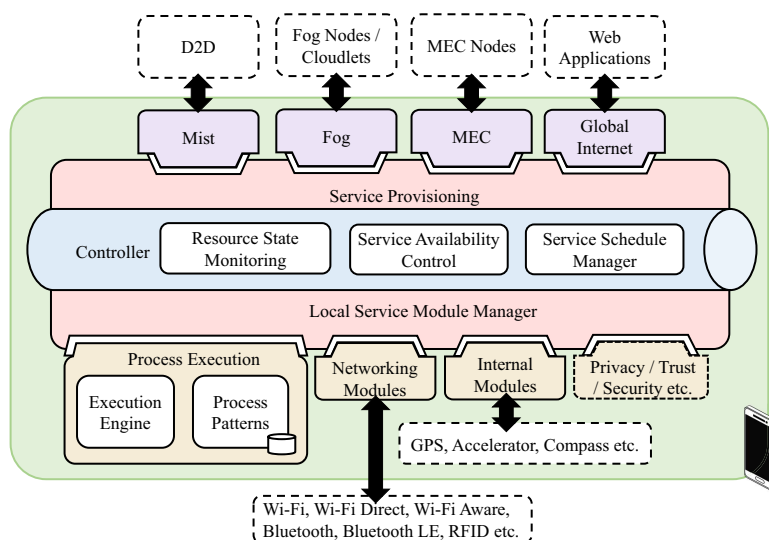 D2D
Fog Nodes /
Cloudlets
MEC Nodes
Web
Applications
Mist
Fog
MEC
Global
Internet
Service Provisioning
Controller
Resource State
Monitoring
Service Availability
Control
Service Schedule
Manager
Local Service Module Manager
Process Execution
Execution
Engine
Process
Patterns
Networking
Modules
Internal
Modules
Privacy / Trust
/ Security etc.
GPS, Accelerator, Compass etc.
Wi-Fi, Wi-Fi Direct, Wi-Fi Aware,
Bluetooth, Bluetooth LE, RFID etc.